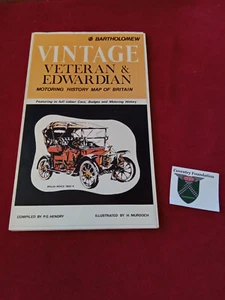 BARTHOLOMEW
VINTAGE
VETERAN &
EDWARDIAN
MOTORING HISTORY MAP OF BRITAIN
Featuring in full colour Cars, Badges and Motoring History
COMPILED BY P.G. HENDRY
ILLUSTRATED BY H. MURDOCH
Foundation